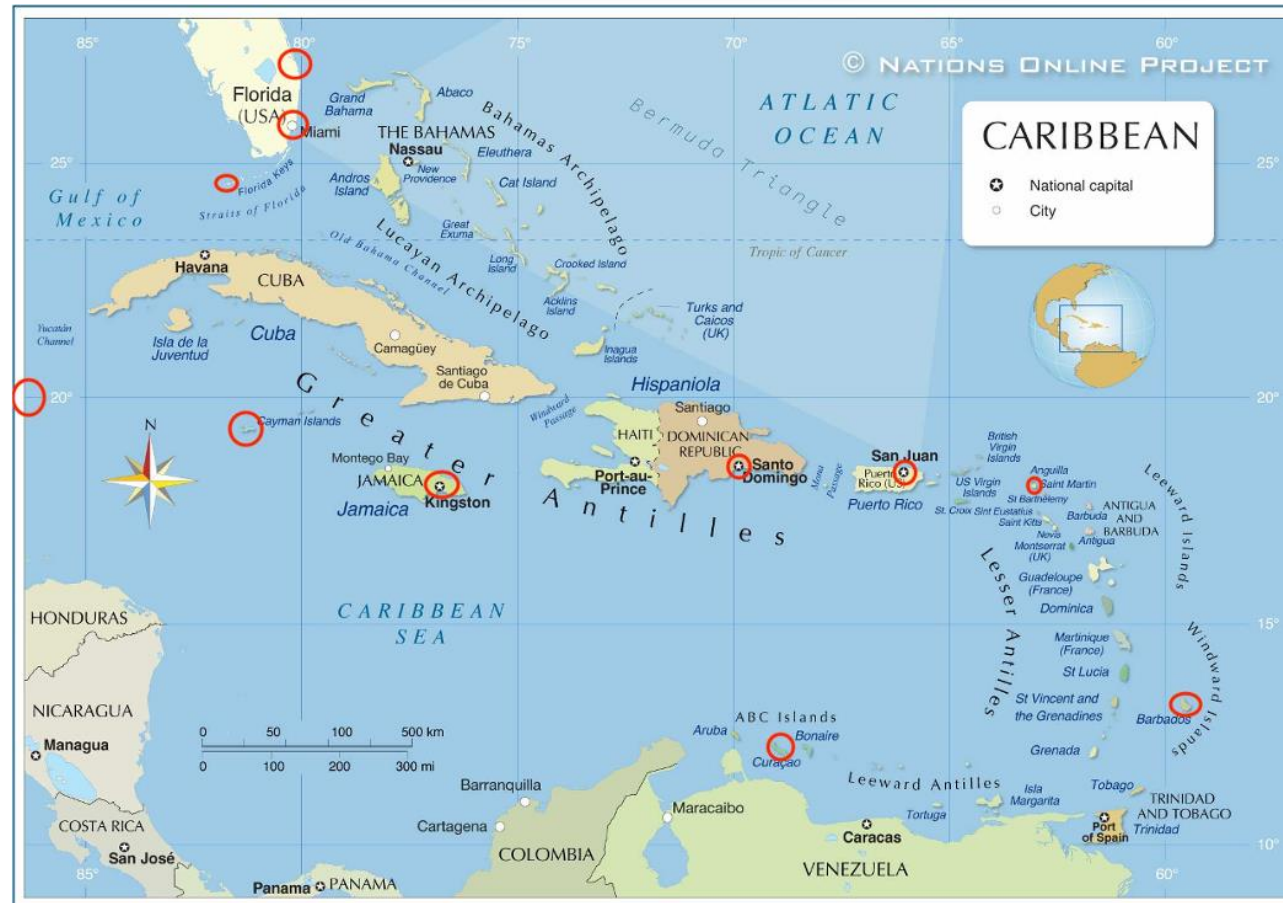 85°
80°
75°
70°
65°
60°
© NATIONS ONLINE PROJECT
Florida
(USA)
Miami
Grand
Bahama
Abaco
ATLATIC
OCEAN
CARIBBEAN
National capital
City
THE BAHAMAS
Nassau
New
Providence
Eleuthera
Bahamas Archipelago
Bermuda Triangle
25°
25°
Gulf of
Mexico
Florida Keys
Straits of Florida
Andros
Island
Cat Island
Great
Exuma
Lucayan Archipelago
Old Bahama Channel
Long
Island
Crooked Island
Acklins
Island
Tropic of Cancer
Havana
CUBA
Cuba
Isla de la
Juventud
Yucatán
Channel
Camagüey
Santiago
de Cuba
Turks and
Caicos
(UK)
Inagua
Islands
20°
20°
Greater
Antilles
Cayman Islands
Windward
Passage
Hispaniola
Santiago
HAITI
DOMINICAN
REPUBLIC
Port-au-
Prince
Santo
Domingo
Mona
Passage
N
Montego Bay
JAMAICA
Kingston
Jamaica
San Juan
Puerto
Rico (US)
Puerto Rico
British
Virgin
Islands
US Virgin
Islands
St. Croix
Anguilla
Saint Martin
St Barthélemy
Sint Eustatius
Saint Kitts
Nevis
Barbuda
ANTIGUA
AND
BARBUDA
Antigua
Montserrat
(UK)
Leeward Islands
Guadeloupe
(France)
Dominica
Lesser Antilles
CARIBBEAN
SEA
15°
15°
Martinique
(France)
St Lucia
Windward Islands
St Vincent and
the Grenadines
Barbados
Grenada
HONDURAS
NICARAGUA
Managua
COSTA RICA
San José
0 50 100 500 km
0 100 200 300 mi
ABC Islands
Aruba
Bonaire
Curaçao
Leeward Antilles
Tortuga
Isla
Margarita
Tobago
TRINIDAD
AND TOBAGO
Port
of Spain
Trinidad
Barranquilla
Cartagena
Maracaibo
Caracas
COLOMBIA
VENEZUELA
10°
Panama
PANAMA
85°
60°